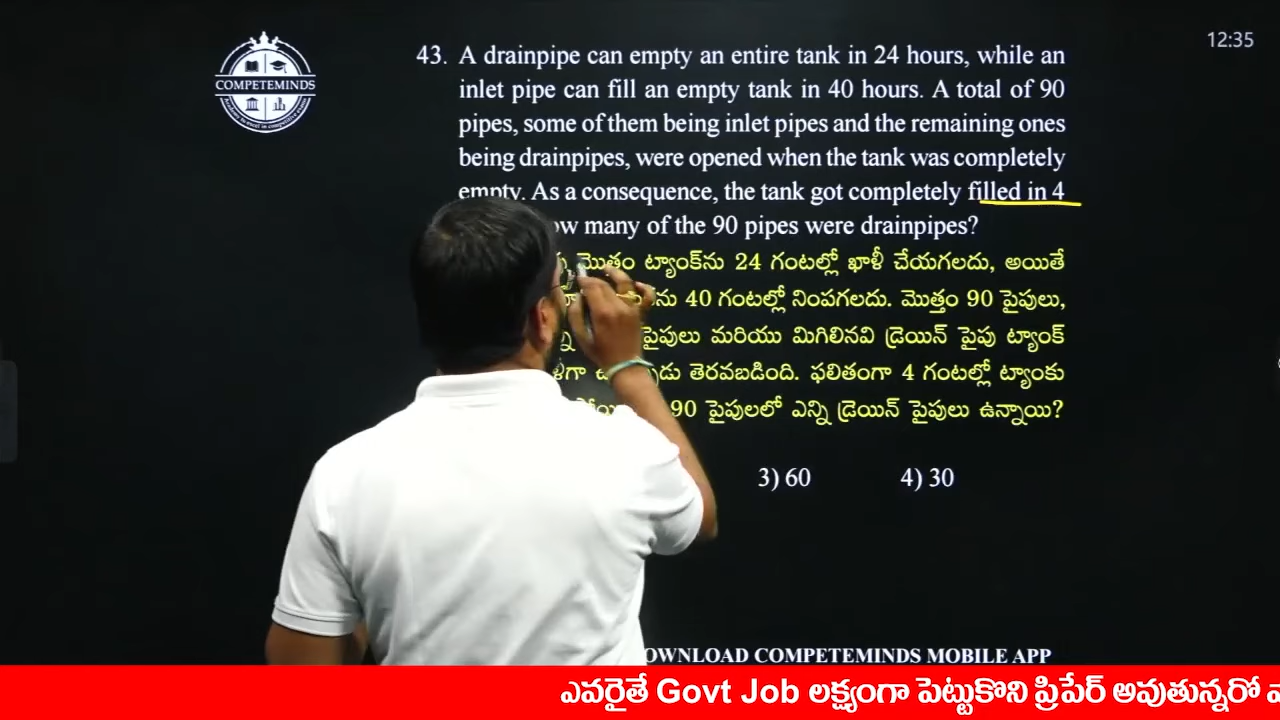 12:35
COMPETEMINDS
43. A drainpipe can empty an entire tank in 24 hours, while an
inlet pipe can fill an empty tank in 40 hours. A total of 90
pipes, some of them being inlet pipes and the remaining ones
being drainpipes, were opened when the tank was completely
empty. As a consequence, the tank got completely filled in 4
many of the 90 pipes were drainpipes?
మొత్తం ట్యాంక్‌ను 24 గంటల్లో ఖాళీ చేయగలదు, అయితే
40 గంటల్లో నింపగలదు. మొత్తం 90 పైపులు,
పైపులు మరియు మిగిలినవి డ్రెయిన్ పైపు ట్యాంక్
తెరవబడింది. ఫలితంగా 4 గంటల్లో ట్యాంకు
90 పైపులలో ఎన్ని డ్రెయిన్ పైపులు ఉన్నాయి?
3) 60 4) 30
DOWNLOAD COMPETEMINDS MOBILE APP
ఎవరైతే Govt Job లక్ష్యంగా పెట్టుకొని ప్రిపేర్ అవుతున్నరో